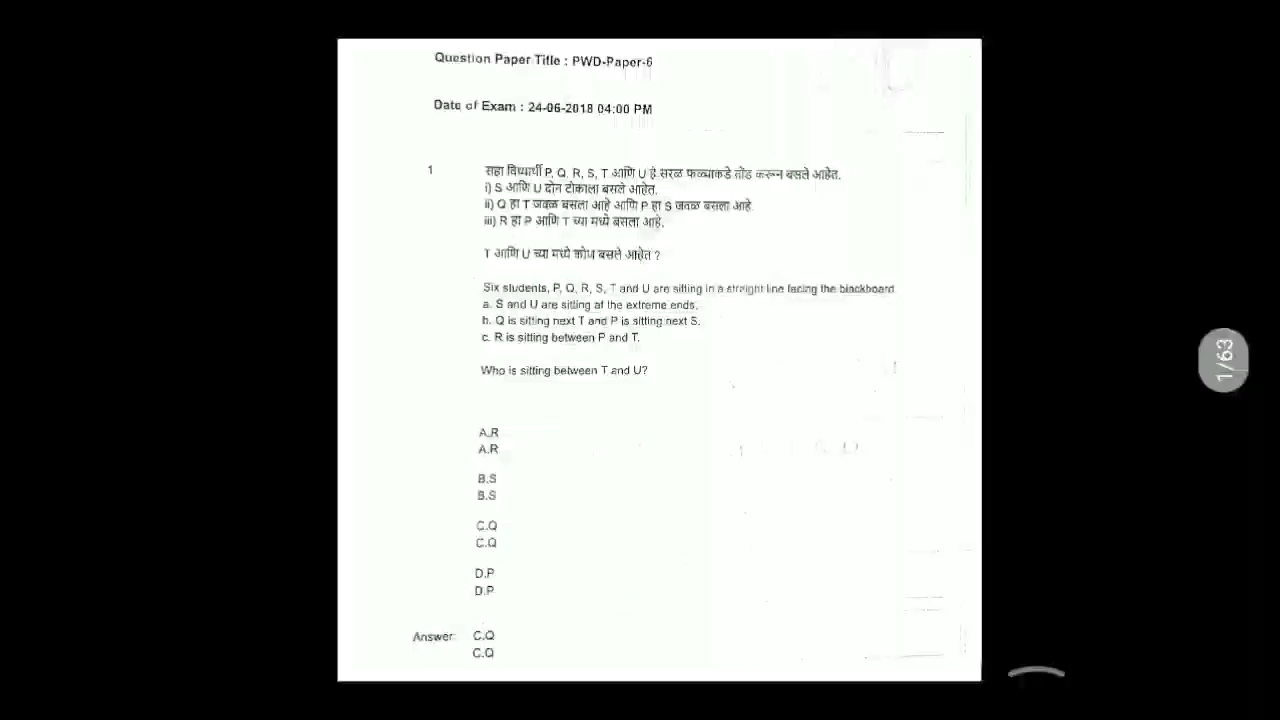 Question Paper Title : PWD-Paper-6
Date of Exam : 24-06-2018 04:00 PM
1
सहा विध्यार्थी P, Q, R, S, T आणि U हे सरळ फळ्याकडे तोंड करून बसले आहेत.
i) S आणि U दोन टोकाला बसले आहेत.
ii) Q हा T जवळ बसला आहे आणि P हा S जवळ बसला आहे.
iii) R हा P आणि T च्या मध्ये बसला आहे.
T आणि U च्या मध्ये कोण बसले आहेत ?
Six students, P, Q, R, S, T and U are sitting in a straight line facing the blackboard
a. S and U are sitting at the extreme ends.
b. Q is sitting next T and P is sitting next S.
c. R is sitting between P and T.
Who is sitting between T and U?
A.R
A.R
B.S
B.S
C.Q
C.Q
D.P
D.P
Answer: C.Q
C.Q
1/63